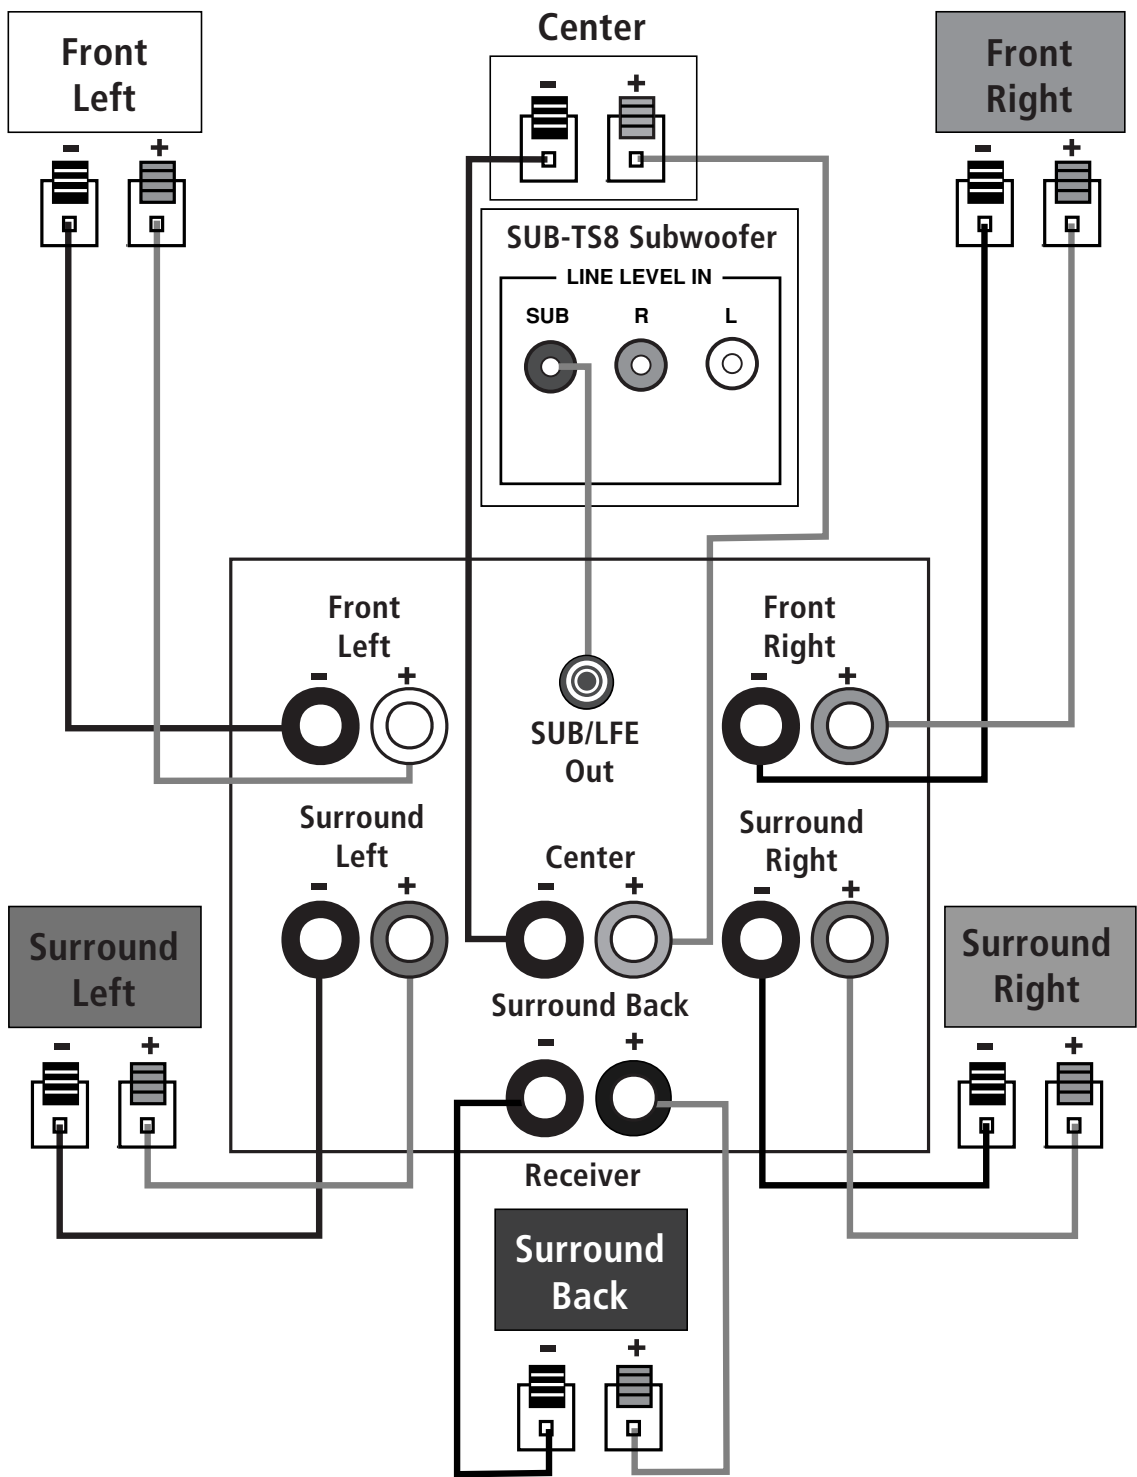 Front
Left
- +
Center
- +
Front
Right
- +
SUB-TS8 Subwoofer
LINE LEVEL IN
SUB R L
Front
Left
- +
SUB/LFE
Out
Front
Right
- +
Surround
Left
- +
Center
- +
Surround
Right
- +
Surround
Left
- +
Surround Back
- +
Surround
Right
- +
Receiver
Surround
Back
- +